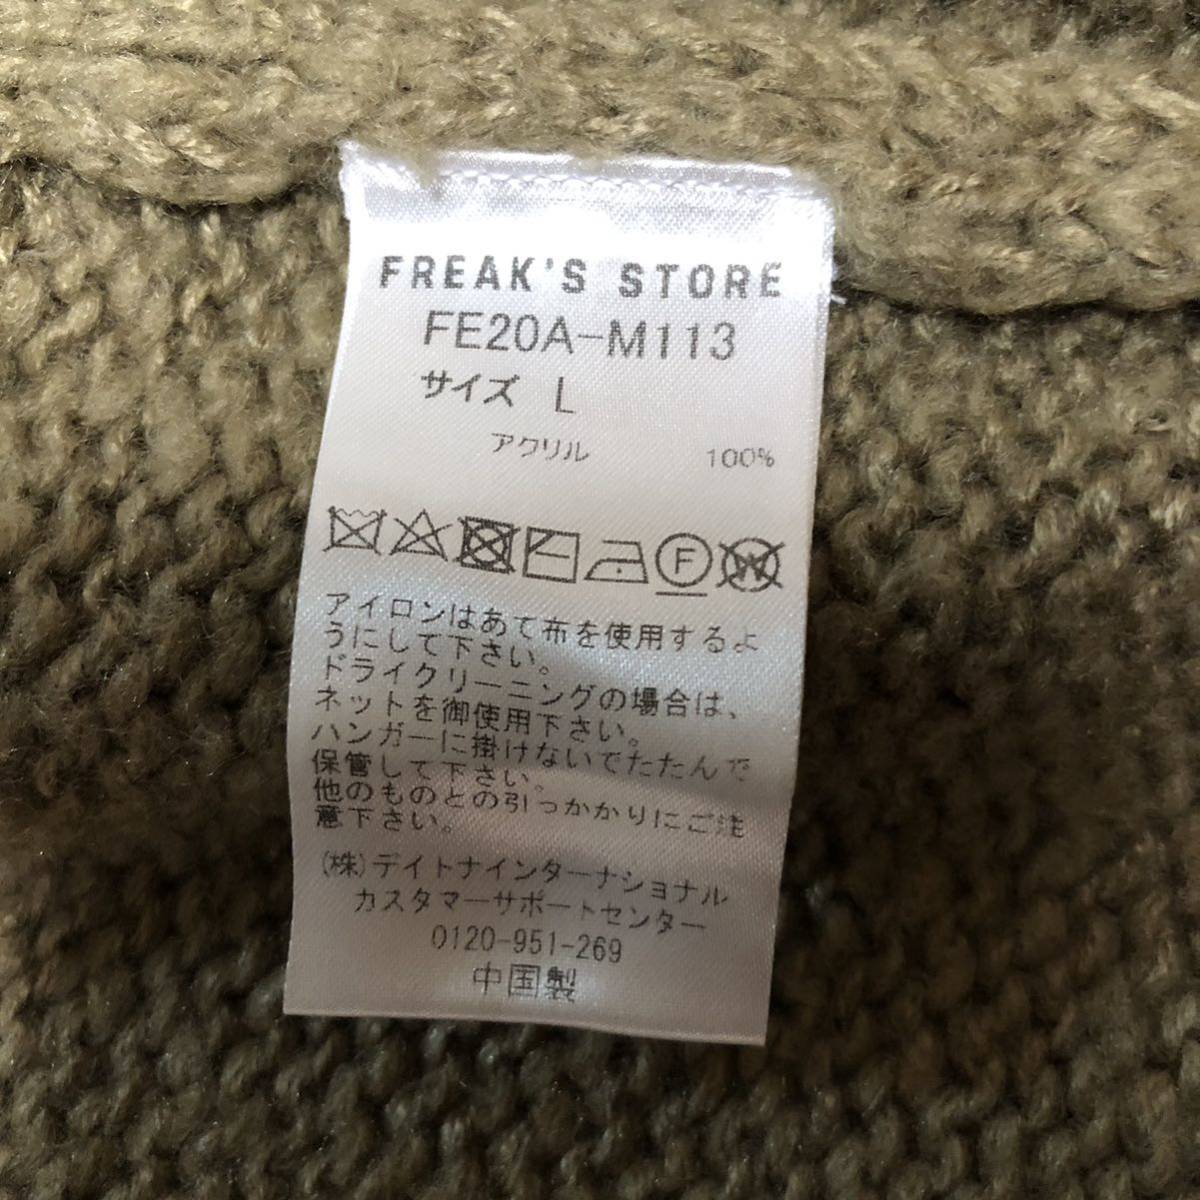 FREAK'S STORE
FE20A-M113
サイズ L
アクリル 100%
F W
アイロンはあて布を使用するよ
うにして下さい。
ドライクリーニングの場合は、
ネットを御使用下さい。
ハンガーに掛けないでたたんで
保管して下さい。
他のものとの引っかかりにご注
意下さい。
(株)デイトナインターナショナル
カスタマーサポートセンター
0120-951-269
中国製